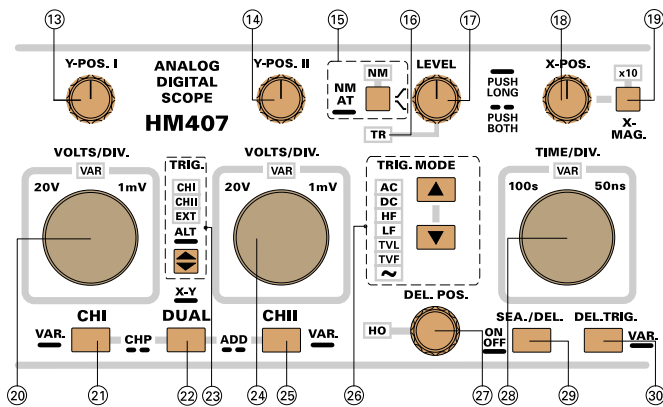 13 14 15 16 17 18 19
Y-POS. I
ANALOG
DIGITAL
SCOPE
HM407
Y-POS. II
NM
AT
NM
LEVEL
TR
PUSH
LONG
PUSH
BOTH
X-POS.
x10
X-
MAG.
VOLTS/DIV.
VAR
20V 1mV
TRIG.
CHI
CHII
EXT
ALT
X-Y
VOLTS/DIV.
VAR
20V 1mV
TRIG. MODE
AC
DC
HF
LF
TVL
TVF
~
TIME/DIV.
VAR
100s 50ns
DEL. POS.
HO
CHI
VAR.
CHP
DUAL
ADD
CHII
VAR.
ON
OFF
SEA./DEL.
DEL.TRIG.
VAR.
20 21 22 23 24 25 26 27 28 29 30